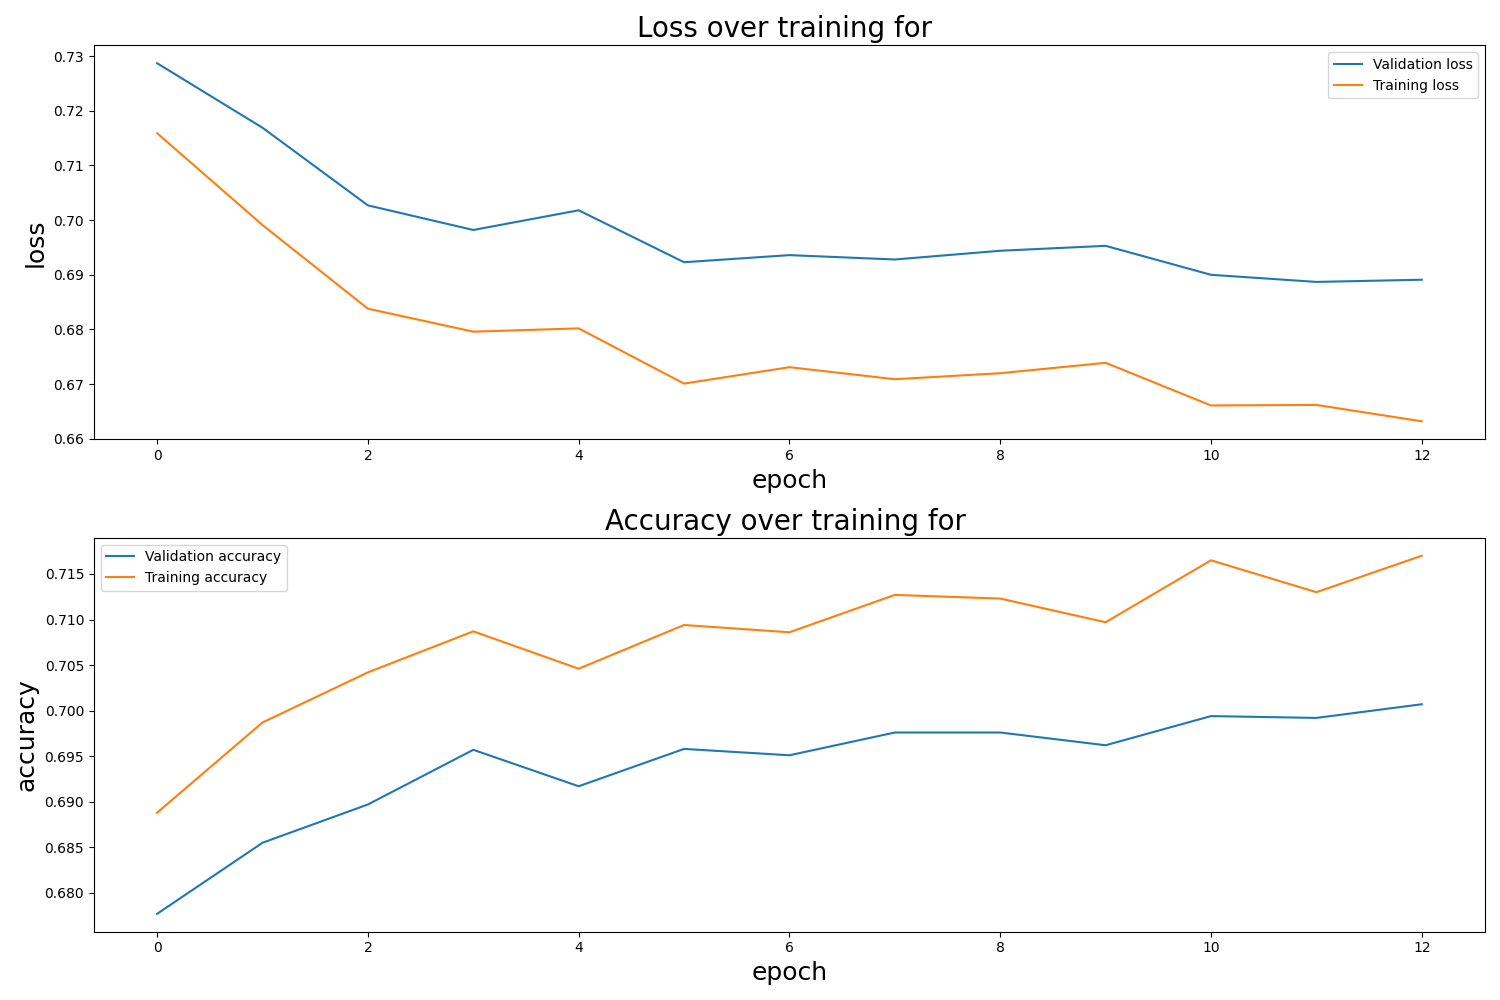 Loss over training for
0.73
0.72
0.71
0.70
0.69
0.68
0.67
0.66
loss
Validation loss
Training loss
0 2 4 6 8 10 12
epoch
Accuracy over training for
0.715
0.710
0.705
0.700
0.695
0.690
0.685
0.680
accuracy
Validation accuracy
Training accuracy
0 2 4 6 8 10 12
epoch